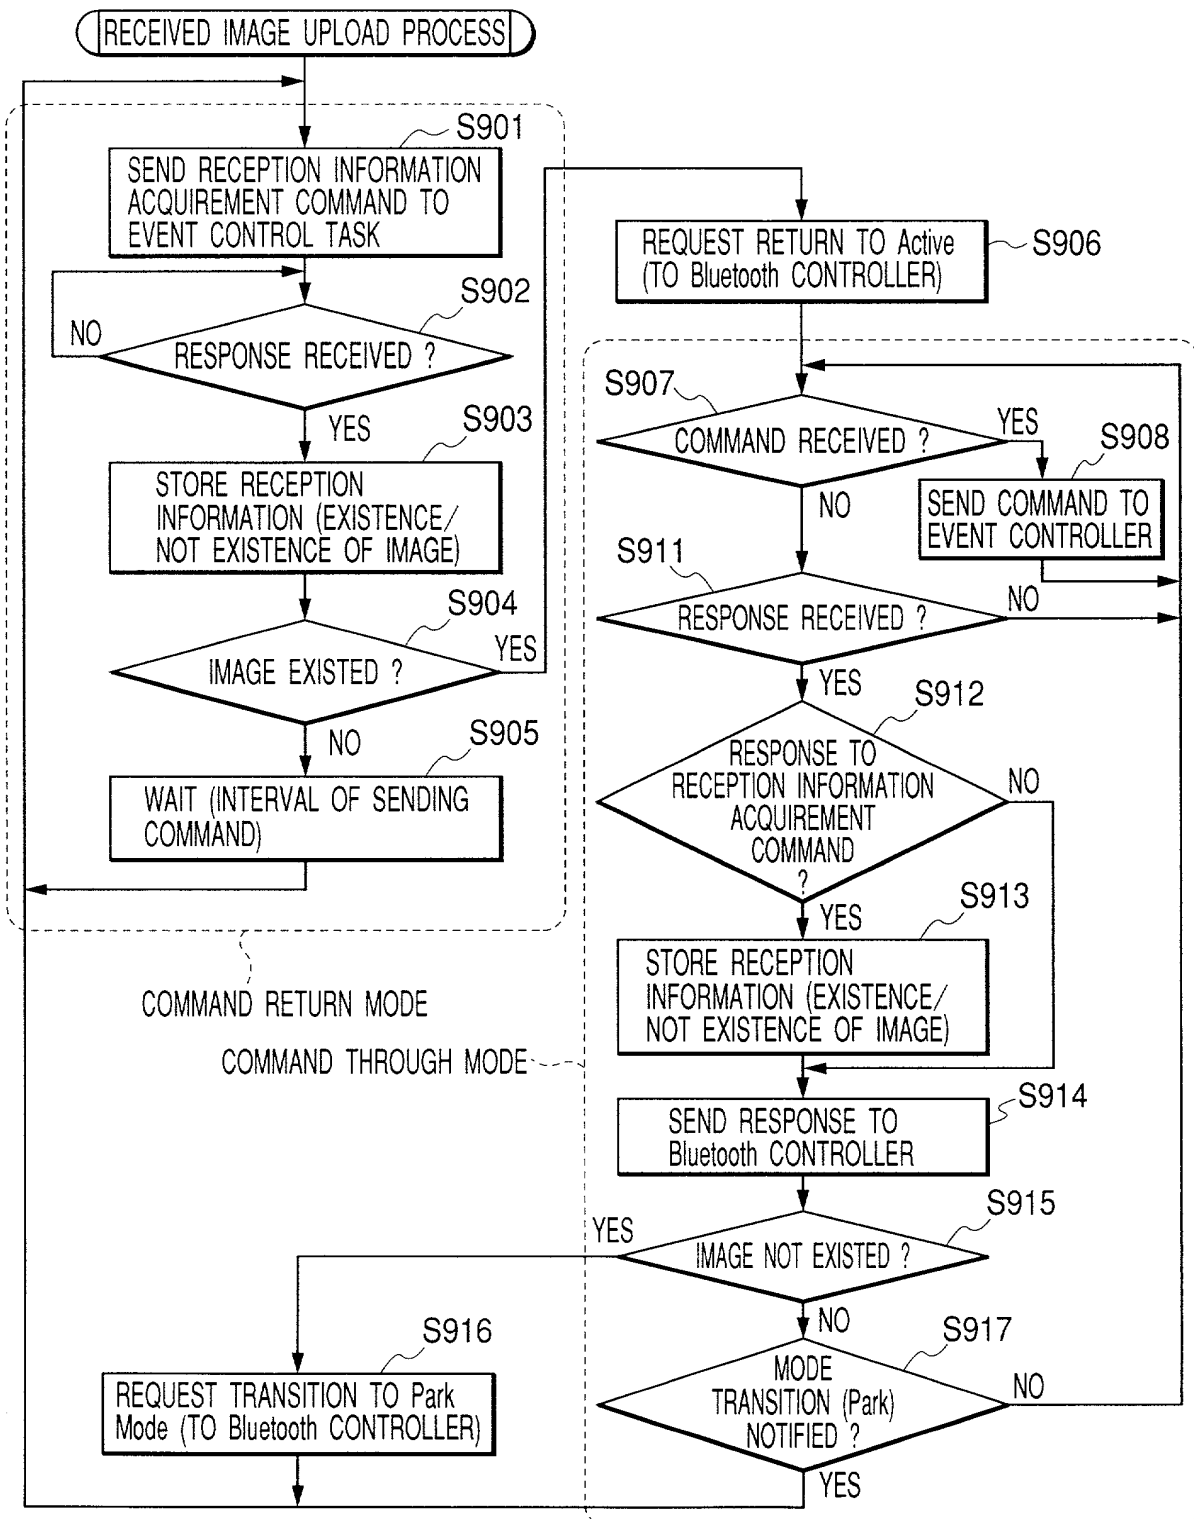 RECEIVED IMAGE UPLOAD PROCESS
S901
SEND RECEPTION INFORMATION
ACQUIREMENT COMMAND TO
EVENT CONTROL TASK
S902
NO
RESPONSE RECEIVED ?
YES
S903
STORE RECEPTION
INFORMATION (EXISTENCE/
NOT EXISTENCE OF IMAGE)
S904
IMAGE EXISTED ?
YES
NO
S905
WAIT (INTERVAL OF SENDING
COMMAND)
COMMAND RETURN MODE
COMMAND THROUGH MODE
REQUEST RETURN TO Active
(TO Bluetooth CONTROLLER)
S906
S907
COMMAND RECEIVED ?
YES
S908
SEND COMMAND TO
EVENT CONTROLLER
NO
S911
RESPONSE RECEIVED ?
NO
YES
S912
RESPONSE TO
RECEPTION INFORMATION
ACQUIREMENT
COMMAND
?
NO
YES
S913
STORE RECEPTION
INFORMATION (EXISTENCE/
NOT EXISTENCE OF IMAGE)
S914
SEND RESPONSE TO
Bluetooth CONTROLLER
S915
YES
IMAGE NOT EXISTED ?
NO
S916
REQUEST TRANSITION TO Park
Mode (TO Bluetooth CONTROLLER)
S917
MODE
TRANSITION (Park)
NOTIFIED ?
NO
YES